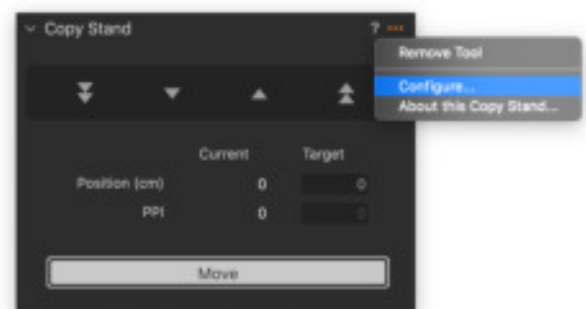 Copy Stand ?
Remove Tool
Configure...
About this Copy Stand...
Current Target
Position (cm) 0 0
PPI 0 0
Move